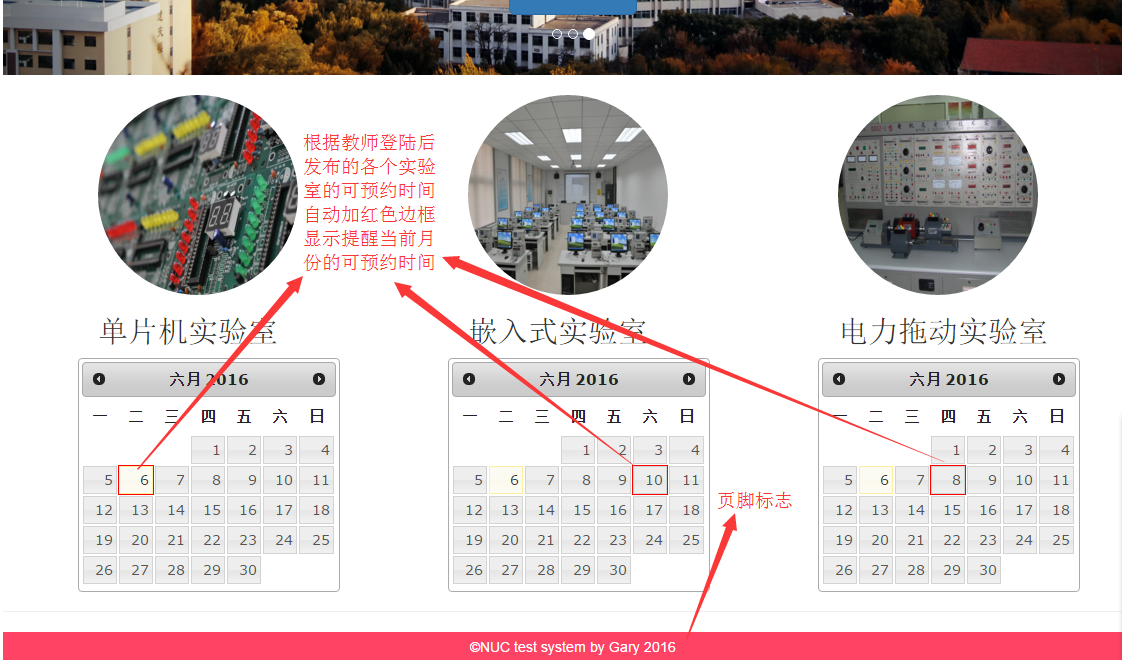 根据教师登陆后
发布的各个实验
室的可预约时间
自动加红色边框
显示提醒当前月
份的可预约时间
单片机实验室
嵌入式实验室
电力拖动实验室
六月 2016
一 二 三 四 五 六 日
1 2 3 4
5 6 7 8 9 10 11
12 13 14 15 16 17 18
19 20 21 22 23 24 25
26 27 28 29 30
六月 2016
一 二 三 四 五 六 日
1 2 3 4
5 6 7 8 9 10 11
12 13 14 15 16 17 18
19 20 21 22 23 24 25
26 27 28 29 30
六月 2016
一 二 三 四 五 六 日
1 2 3 4
5 6 7 8 9 10 11
12 13 14 15 16 17 18
19 20 21 22 23 24 25
26 27 28 29 30
页脚标志
©NUC test system by Gary 2016